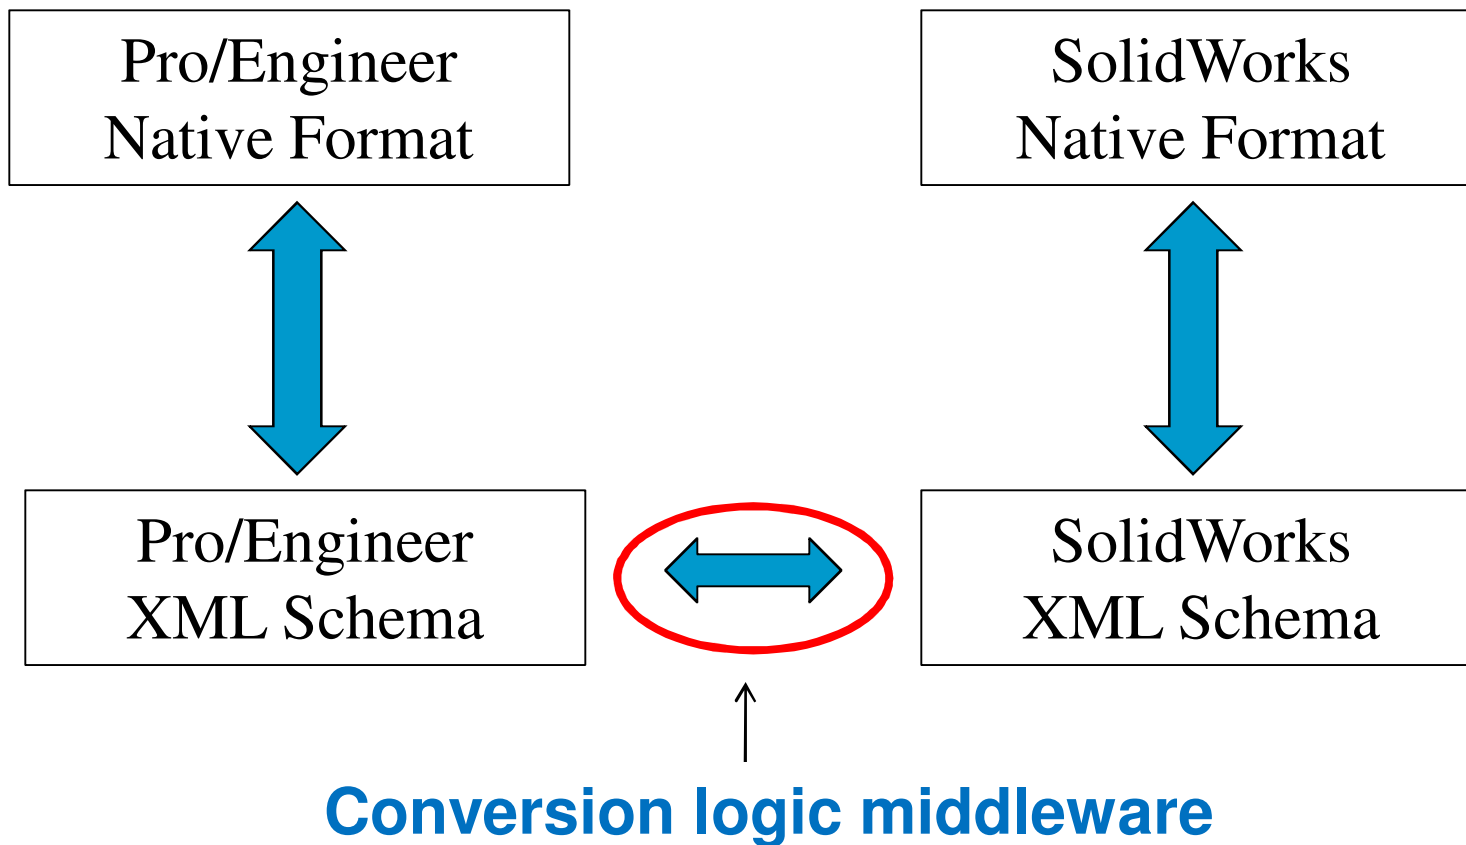 Pro/Engineer
Native Format
SolidWorks
Native Format
Pro/Engineer
XML Schema
SolidWorks
XML Schema
Conversion logic middleware